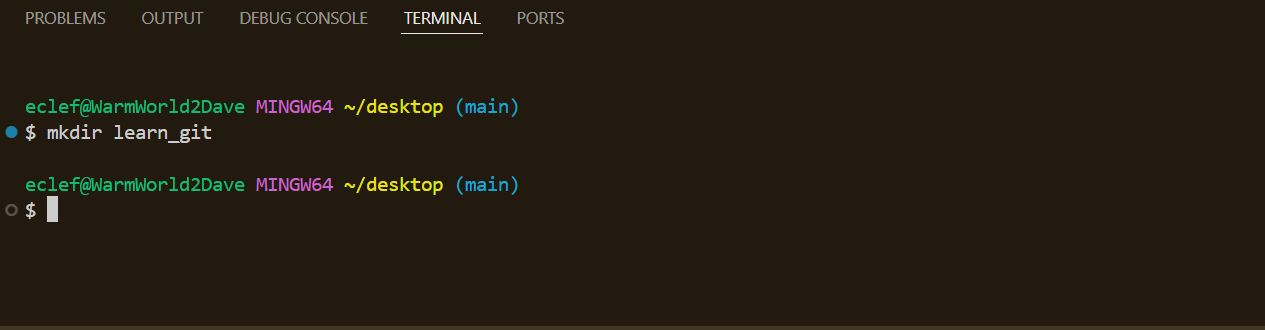 PROBLEMS OUTPUT DEBUG CONSOLE TERMINAL PORTS
eclef@WarmWorld2Dave MINGW64 ~/desktop (main)
$ mkdir learn_git
eclef@WarmWorld2Dave MINGW64 ~/desktop (main)
$